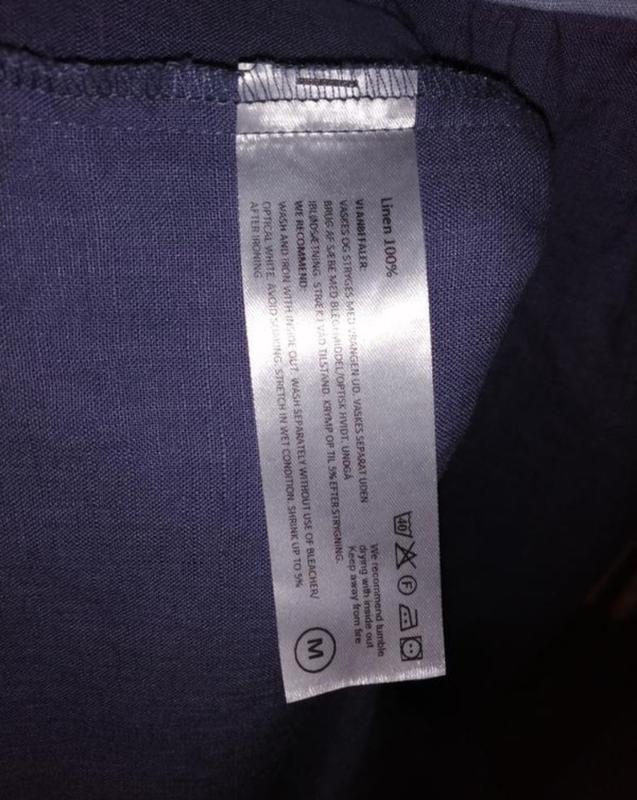 Linen 100%
VI ANBEFALER:
VASKES OG STRYGES MED VRANGEN UD. VASKES SEPARAT UDEN
BRUG AF SÆBE MED BLEGEMIDDEL/OPTISK HVIDT. UNDGÅ
IBLØDSÆTNING. STRÆK I VÅD TILSTAND. KRYMP OP TIL 5% EFTER STRYGNING.
WE RECOMMEND:
WASH AND IRON WITH INSIDE OUT. WASH SEPARATELY WITHOUT USE OF BLEACHER/
OPTICAL WHITE. AVOID SOAKING. STRETCH IN WET CONDITION. SHRINK UP TO 5%
AFTER IRONING
40 F
We recommend tumble
drying with inside out
Keep away from fire
M